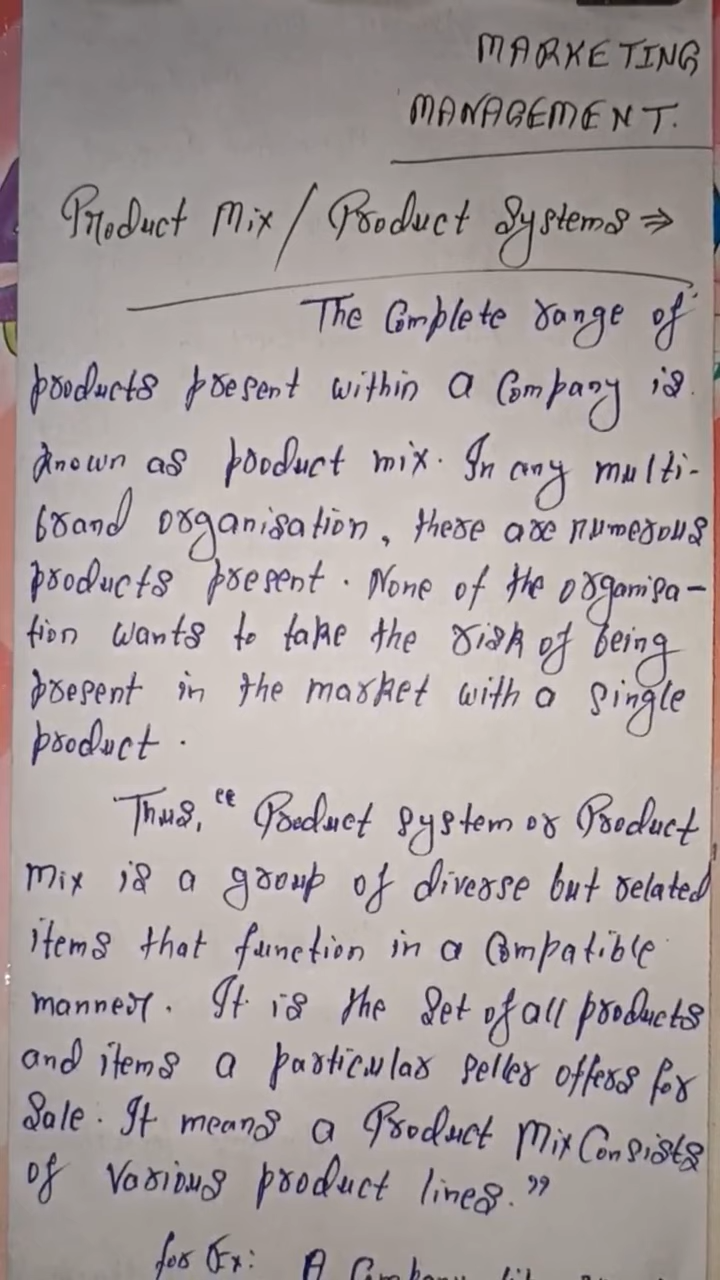 MARKETING
MANAGEMENT.
Product Mix / Product Systems ⇒
The Complete range of
products present within a Company is
known as product mix. In any multi-
brand organisation, there are numerous
products present. None of the organisa-
tion wants to take the risk of being
present in the market with a single
product.
Thus, "Product system or Product
Mix is a group of diverse but related
items that function in a Compatible
manner. It is the Set of all products
and items a particular seller offers for
Sale. It means a Product Mix Consists
of Various product lines."
for Ex: A Company